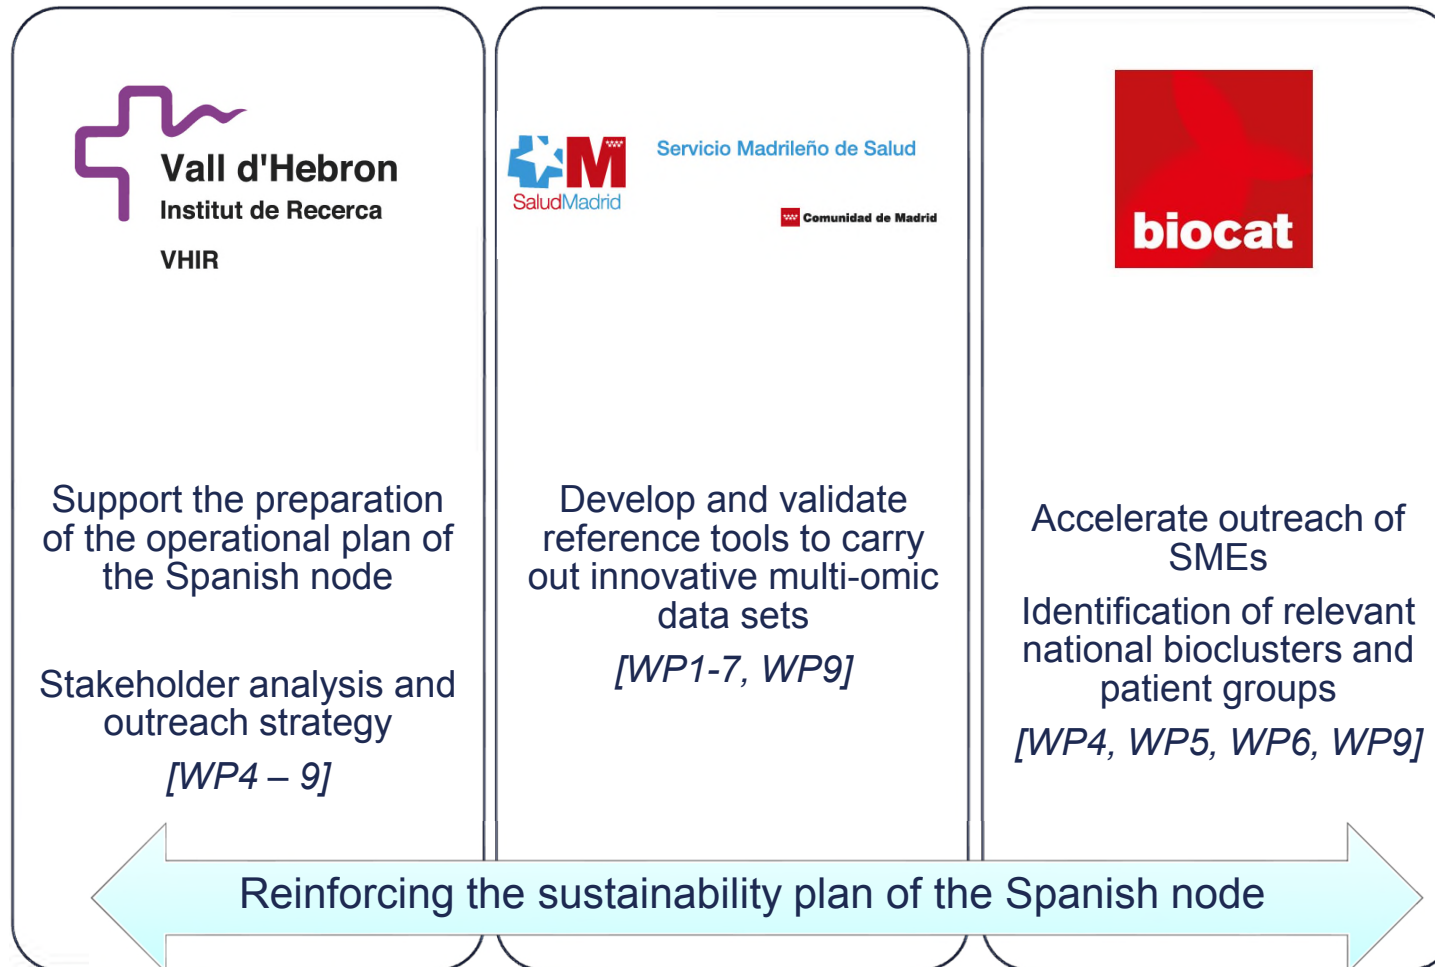 Vall d'Hebron
Institut de Recerca
VHIR
Support the preparation
of the operational plan of
the Spanish node
Stakeholder analysis and
outreach strategy
[WP4 – 9]
M
SaludMadrid
Servicio Madrileño de Salud
Comunidad de Madrid
Develop and validate
reference tools to carry
out innovative multi-omic
data sets
[WP1-7, WP9]
biocat
Accelerate outreach of
SMEs
Identification of relevant
national bioclusters and
patient groups
[WP4, WP5, WP6, WP9]
Reinforcing the sustainability plan of the Spanish node